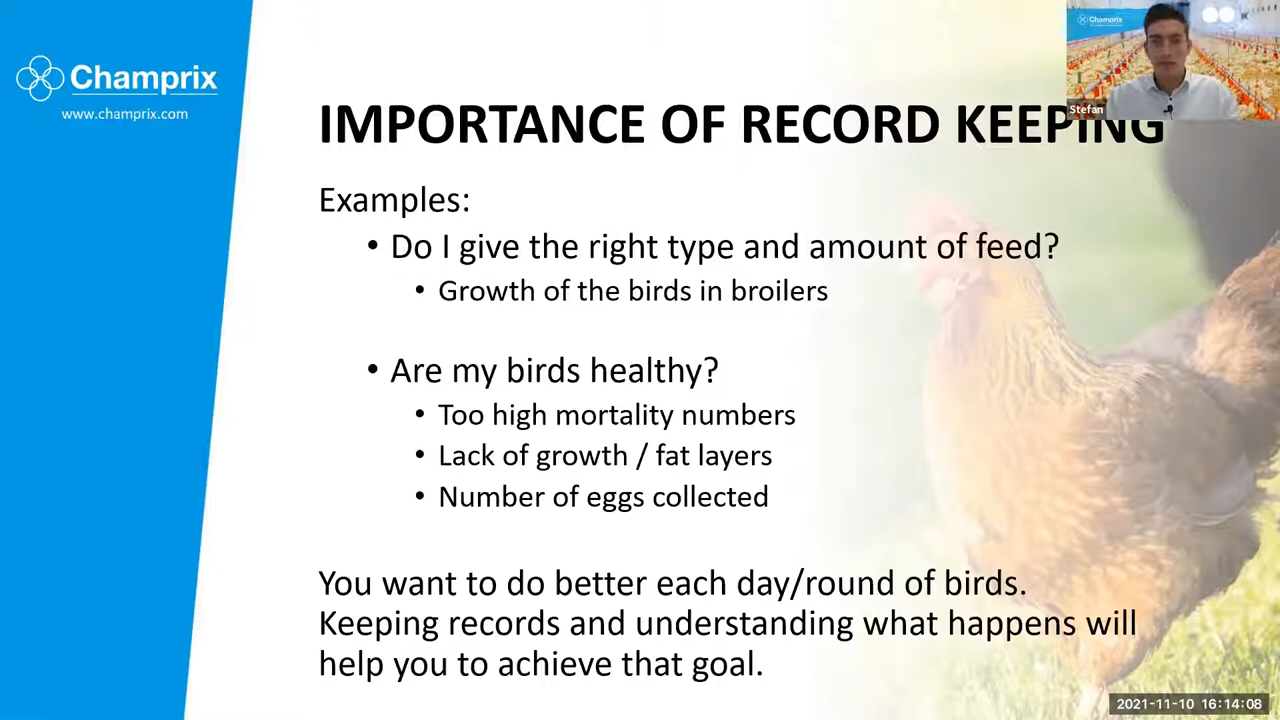 Champrix
www.champrix.com
Champrix
Stefan
IMPORTANCE OF RECORD KEEPING
Examples:
• Do I give the right type and amount of feed?
• Growth of the birds in broilers
• Are my birds healthy?
• Too high mortality numbers
• Lack of growth / fat layers
• Number of eggs collected
You want to do better each day/round of birds.
Keeping records and understanding what happens will
help you to achieve that goal.
2021-11-10 16:14:08